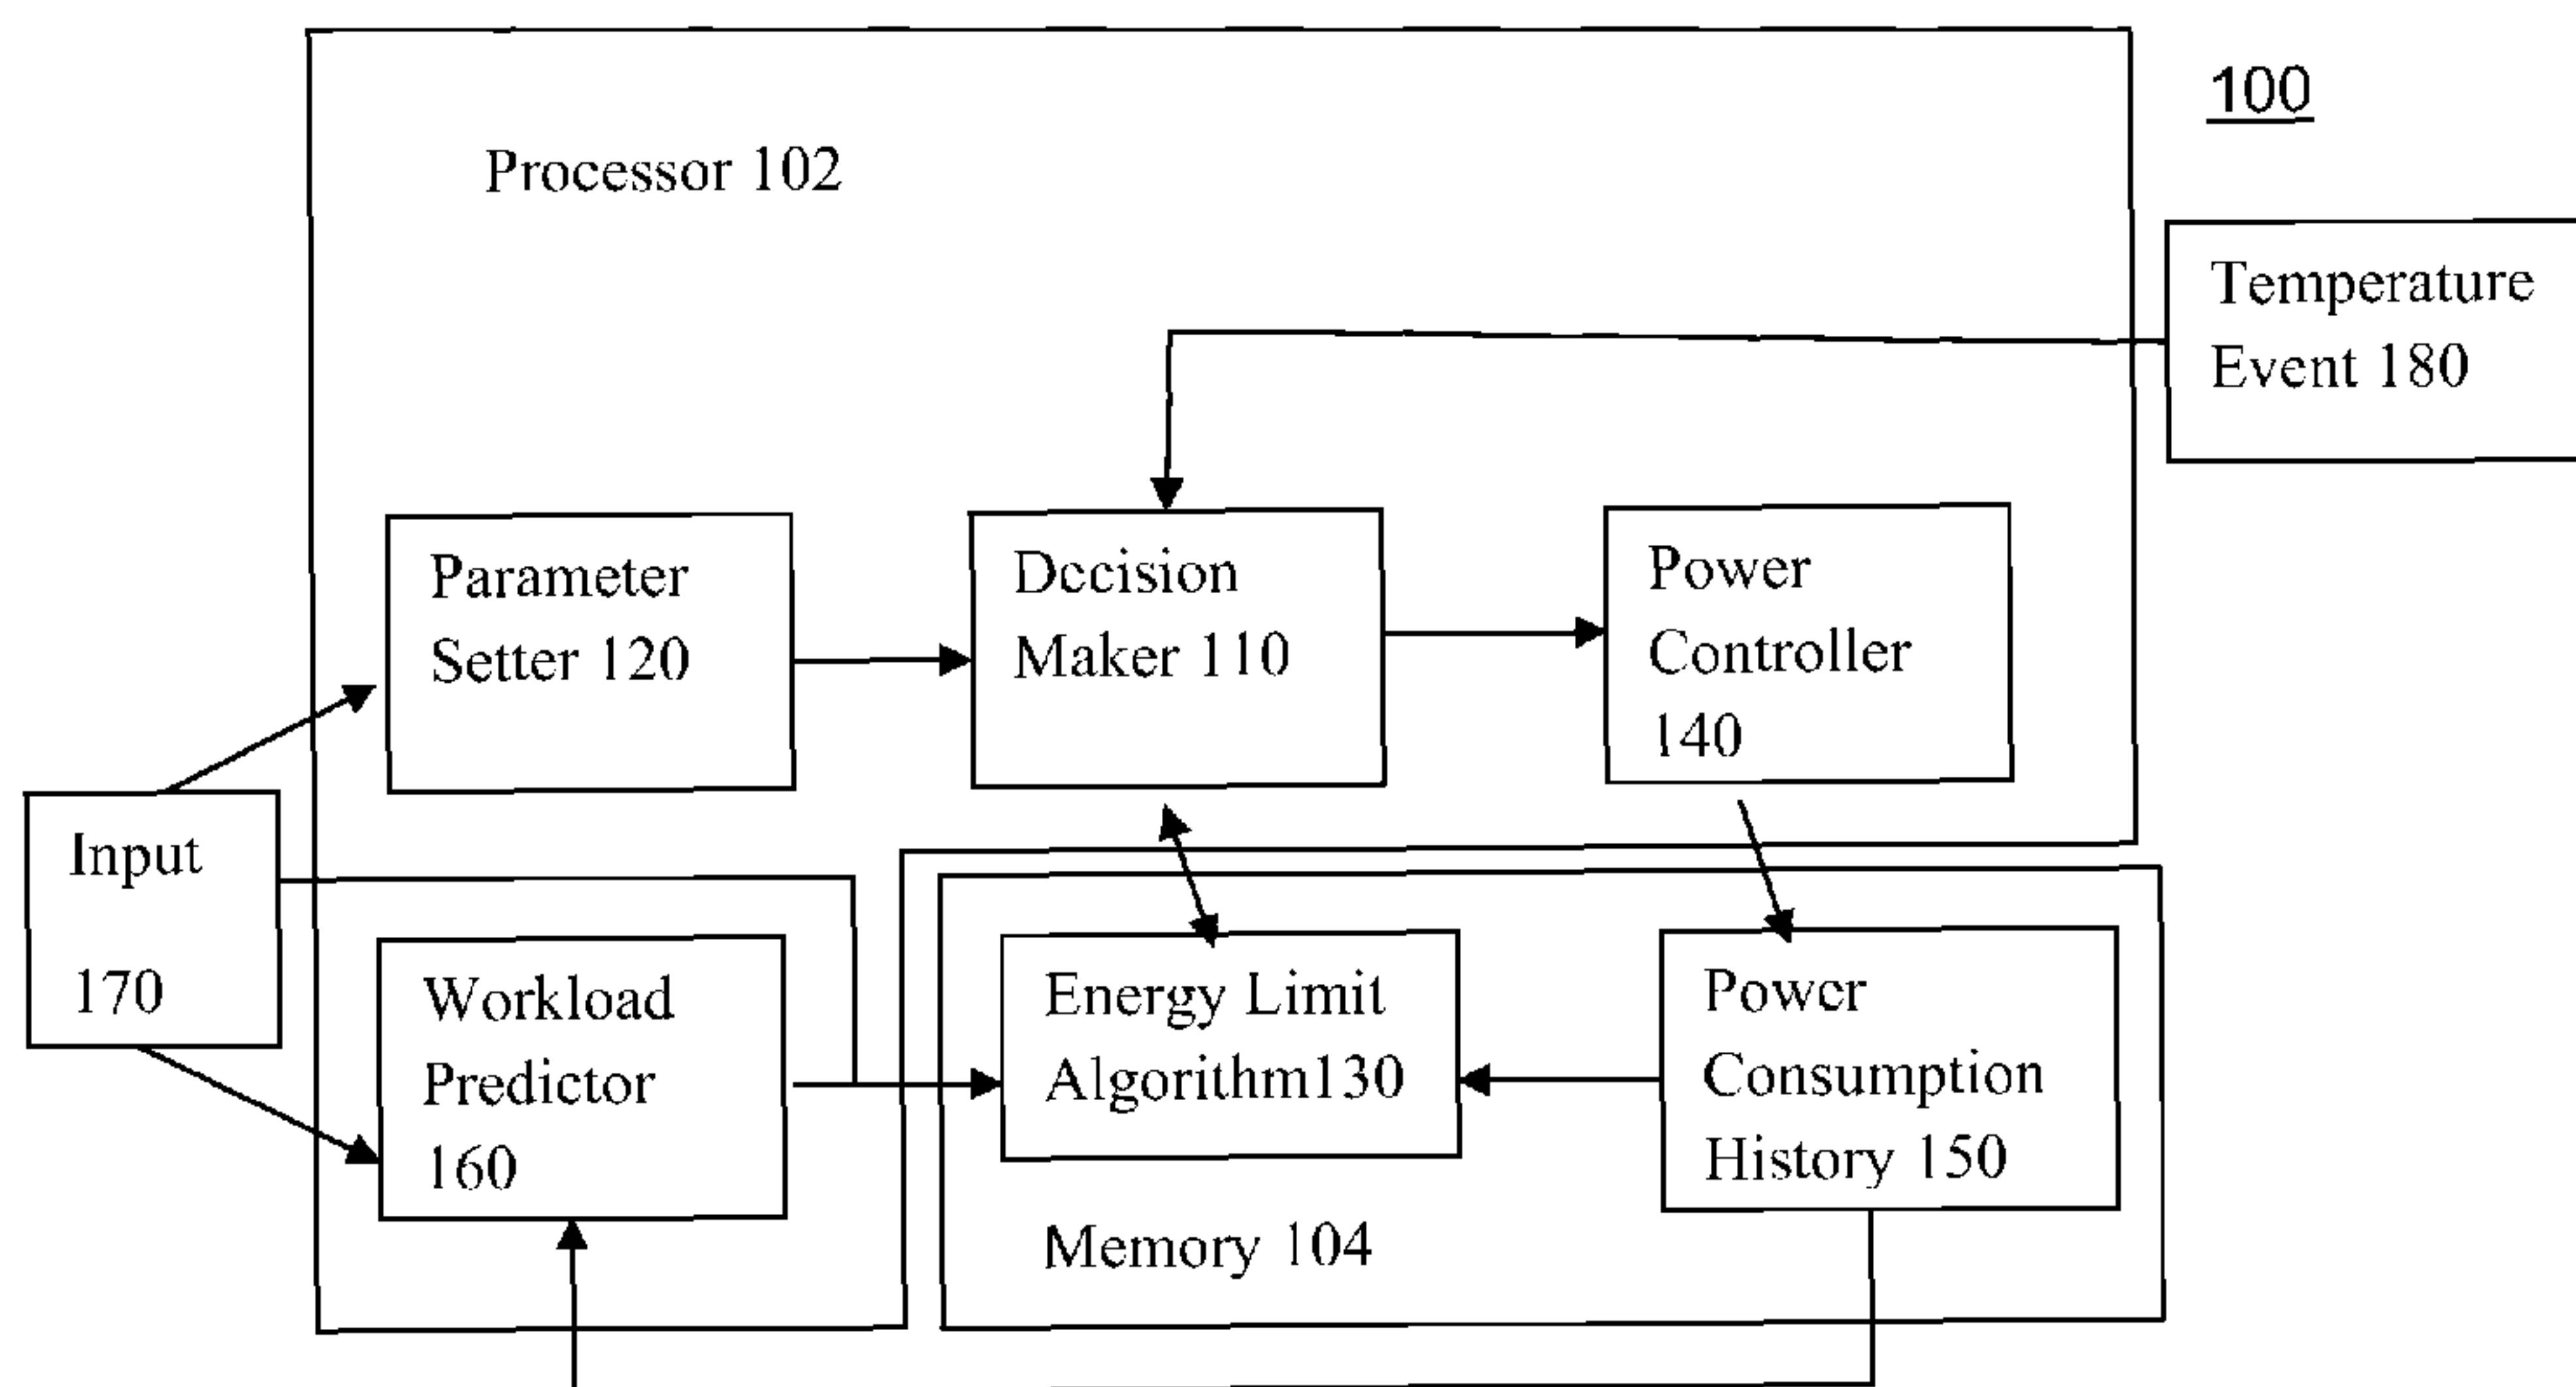 100
Processor 102
Temperature
Event 180
Parameter
Setter 120
Decision
Maker 110
Power
Controller
140
Input
170
Workload
Predictor
160
Energy Limit
Algorithm130
Power
Consumption
History 150
Memory 104